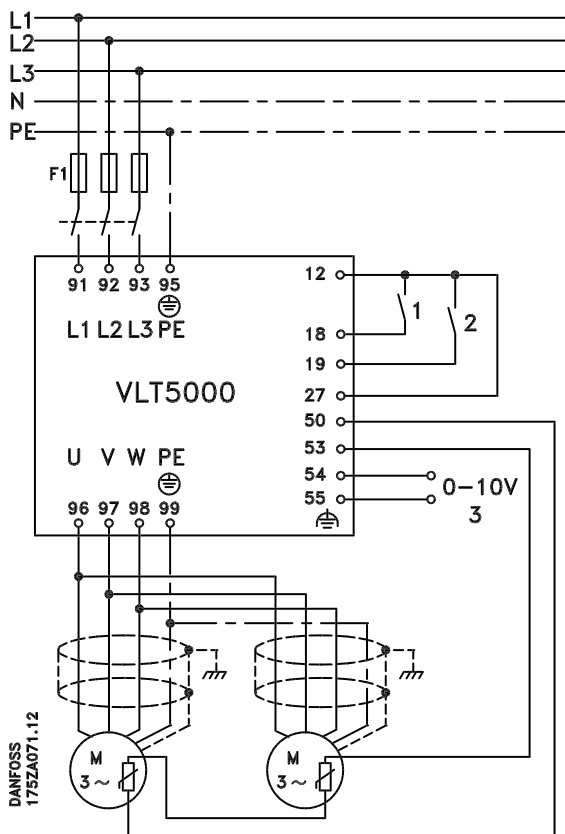 L1
L2
L3
N
PE
F1
91 92 93 95
L1 L2 L3 PE
VLT5000
U V W PE
96 97 98 99
12
18
19
27
50
53
54
55
1
2
0-10V
3
M
3~
M
3~
DANFOSS
175ZA071.12